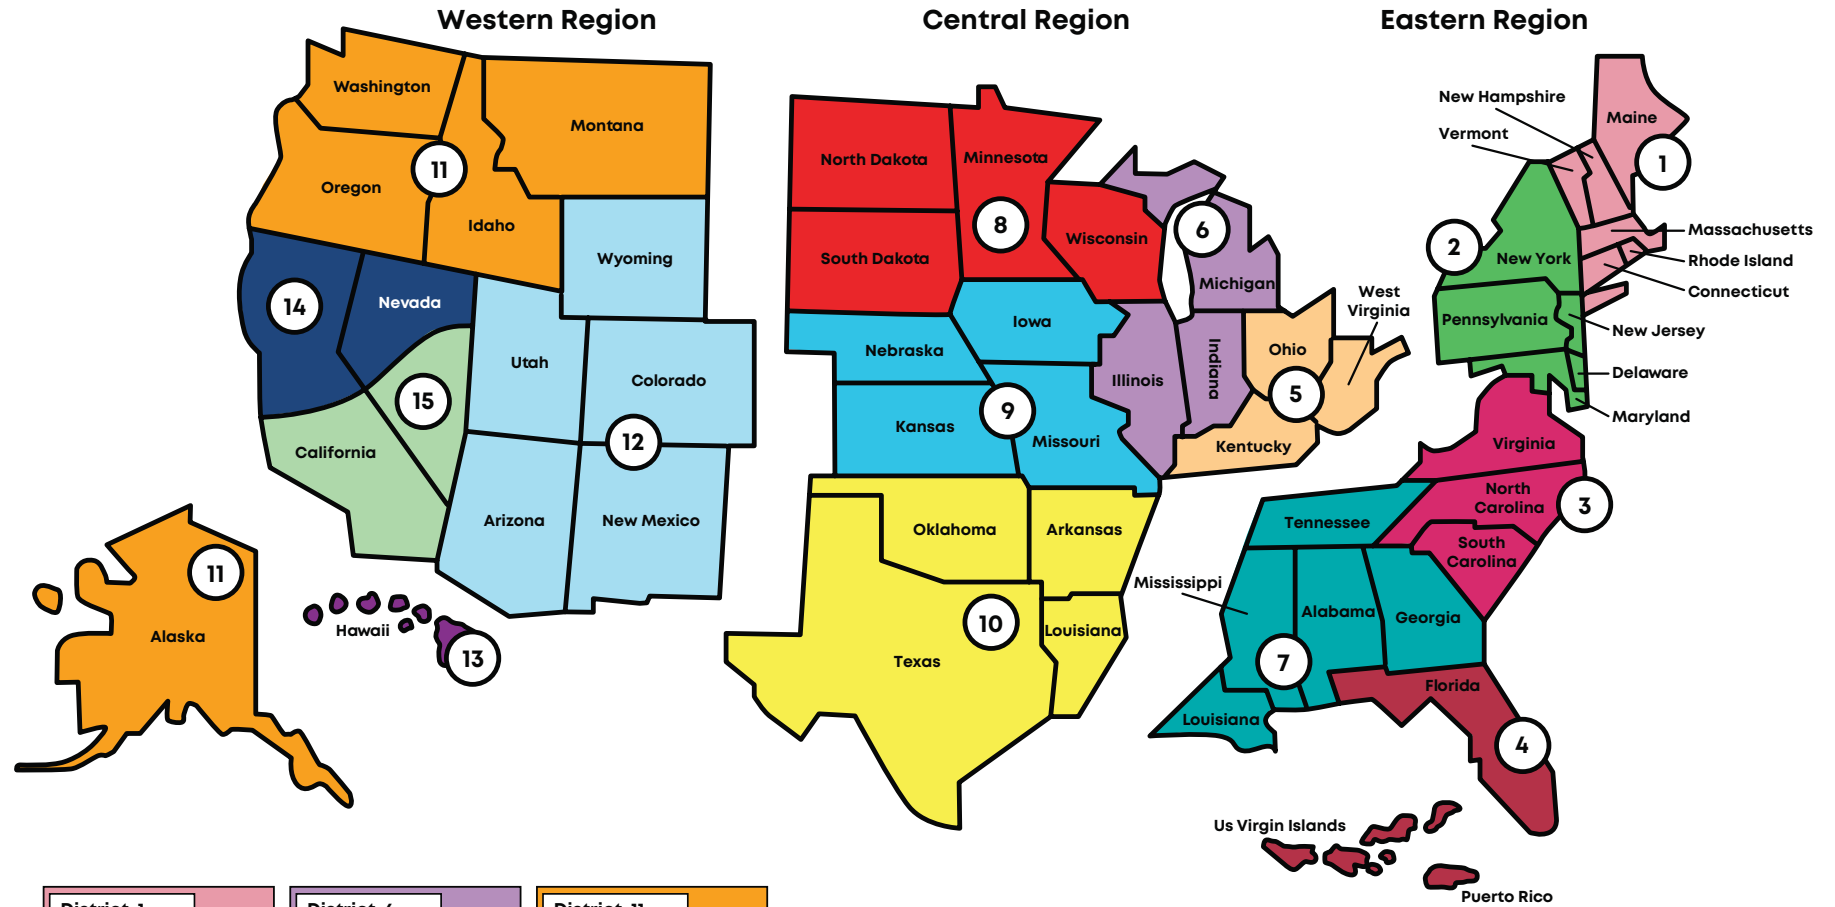 Western Region
Central Region
Eastern Region
Washington
Montana
11
Oregon
Idaho
Wyoming
14
Nevada
Utah
Colorado
15
12
California
Arizona
New Mexico
11
Alaska
Hawaii
13
North Dakota
Minnesota
8
6
South Dakota
Wisconsin
Michigan
Iowa
Nebraska
Illinois
Indiana
Ohio
West
Virginia
5
9
Kansas
Missouri
Kentucky
Oklahoma
Arkansas
10
Louisiana
Texas
New Hampshire
Maine
Vermont
1
2
Massachusetts
New York
Rhode Island
Connecticut
Pennsylvania
New Jersey
Delaware
Maryland
Virginia
North
Carolina
3
Tennessee
South
Carolina
Mississippi
Alabama
Georgia
7
Florida
Louisiana
4
Us Virgin Islands
Puerto Rico